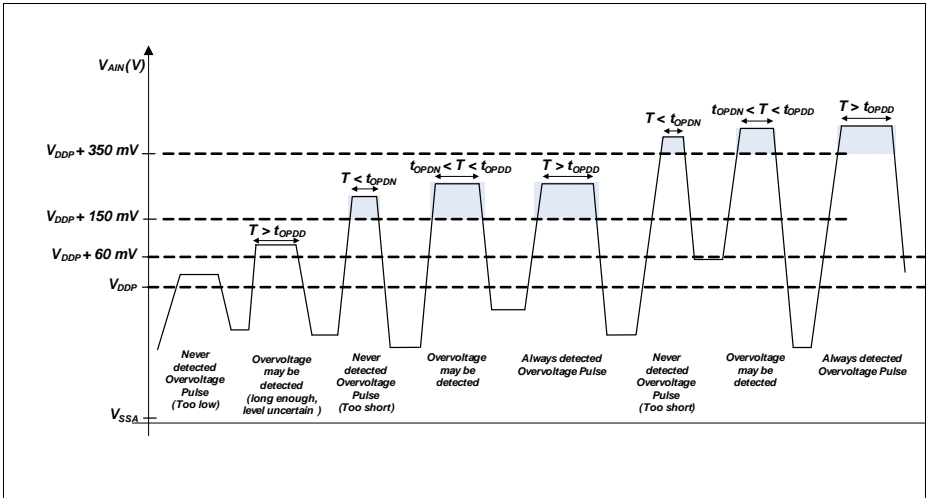 VAIN (V)
T < tOPDN
tOPDN < T < tOPDD
T > tOPDD
VDDP + 350 mV
T < tOPDN
tOPDN < T < tOPDD
T > tOPDD
VDDP + 150 mV
T > tOPDD
VDDP + 60 mV
VDDP
Never
detected
Overvoltage
Pulse
(Too low)
Overvoltage
may be
detected
(long enough,
level uncertain )
Never
detected
Overvoltage
Pulse
(Too short)
Overvoltage
may be
detected
Always detected
Overvoltage Pulse
Never
detected
Overvoltage
Pulse
(Too short)
Overvoltage
may be
detected
Always detected
Overvoltage Pulse
VSSA